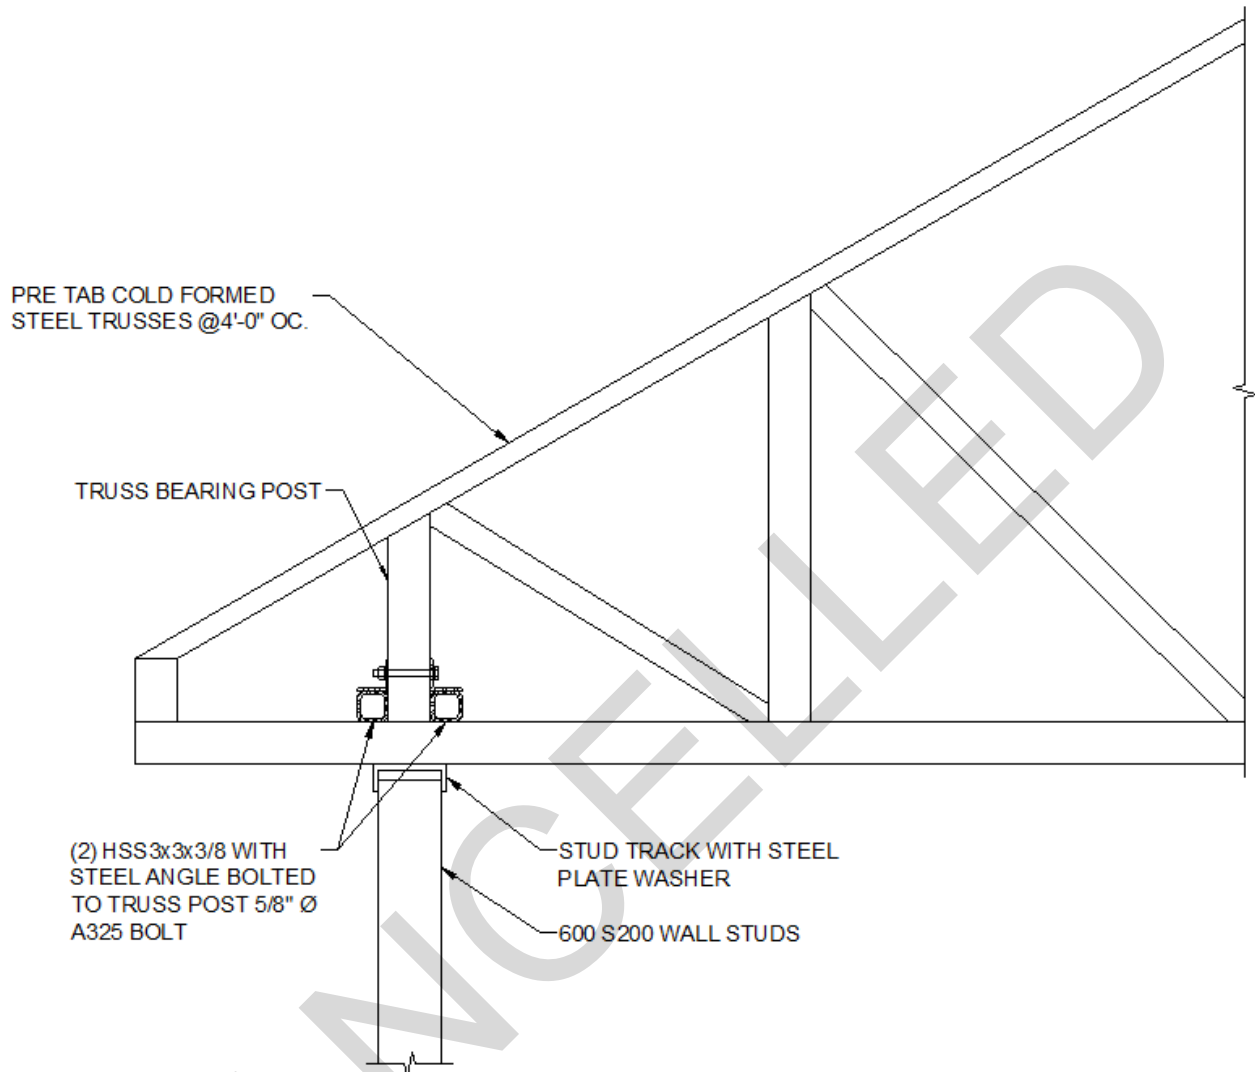 PRE TAB COLD FORMED
STEEL TRUSSES @4'-0" OC.
TRUSS BEARING POST
(2) HSS3x3x3/8 WITH
STEEL ANGLE BOLTED
TO TRUSS POST 5/8" Ø
A325 BOLT
STUD TRACK WITH STEEL
PLATE WASHER
600 S200 WALL STUDS
NCELLED